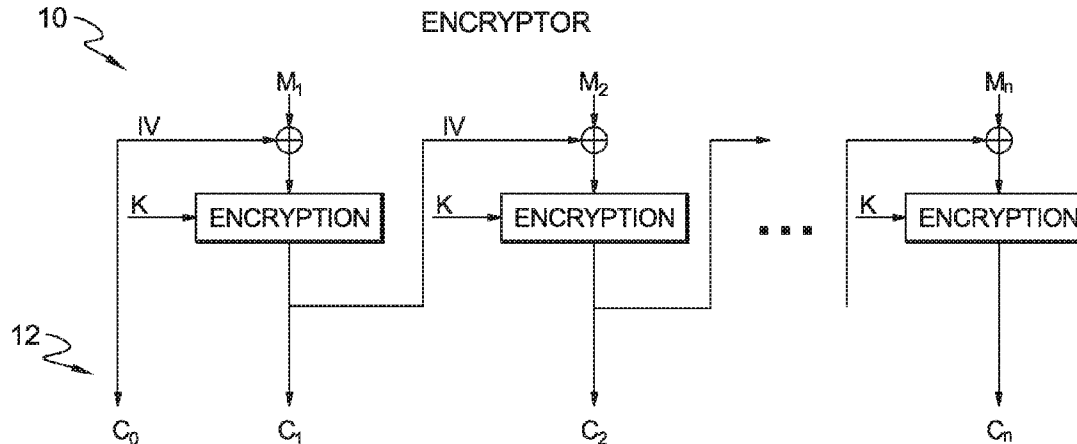 10
ENCRYPTOR
M1
M2
Mn
IV
IV
K
ENCRYPTION
K
ENCRYPTION
...
K
ENCRYPTION
12
C0
C1
C2
Cn